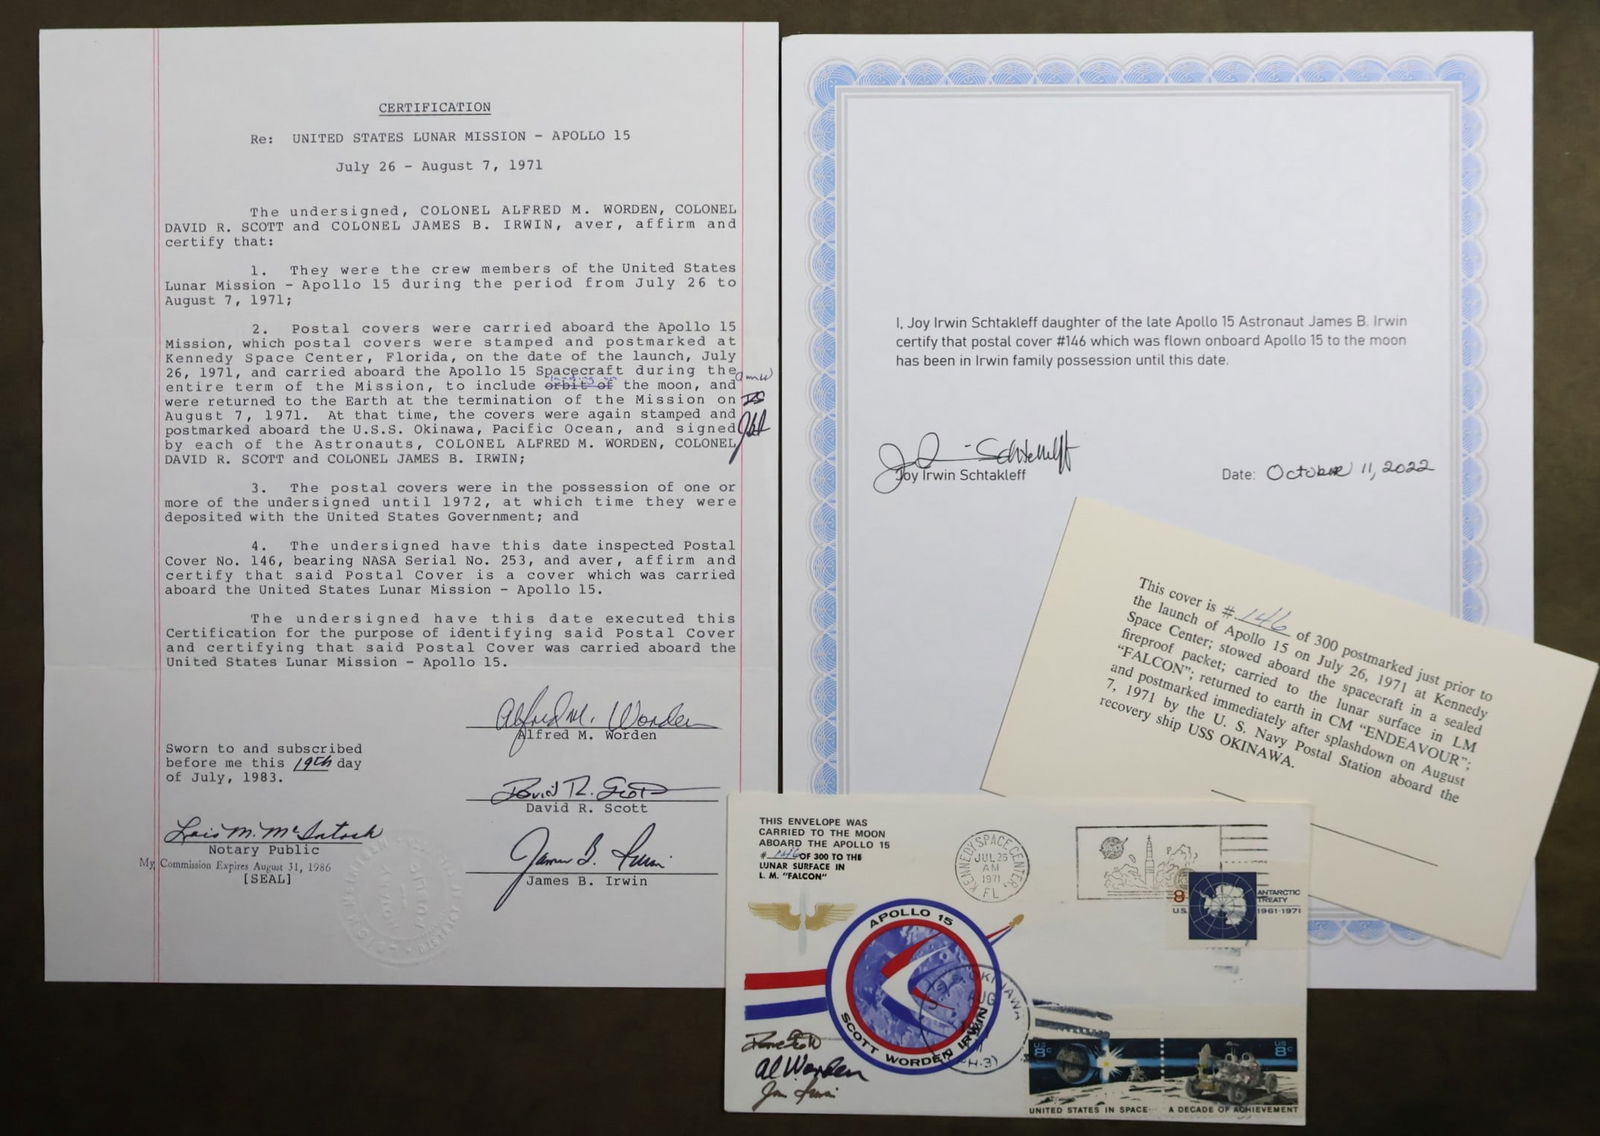 CERTIFICATION
Re: UNITED STATES LUNAR MISSION - APOLLO 15
July 26 - August 7, 1971
The undersigned, COLONEL ALFRED M. WORDEN, COLONEL
DAVID R. SCOTT and COLONEL JAMES B. IRWIN, aver, affirm and
certify that:
1. They were the crew members of the United States
Lunar Mission - Apollo 15 during the period from July 26 to
August 7, 1971;
2. Postal covers were carried aboard the Apollo 15
Mission, which postal covers were stamped and postmarked at
Kennedy Space Center, Florida, on the date of the launch, July
26, 1971, and carried aboard the Apollo 15 Spacecraft during the
entire term of the Mission, to include orbit of the moon, and
were returned to the Earth at the termination of the Mission on
August 7, 1971. At that time, the covers were again stamped and
postmarked aboard the U.S.S. Okinawa, Pacific Ocean, and signed
by each of the Astronauts, COLONEL ALFRED M. WORDEN, COLONEL
DAVID R. SCOTT and COLONEL JAMES B. IRWIN;
3. The postal covers were in the possession of one or
more of the undersigned until 1972, at which time they were
deposited with the United States Government; and
4. The undersigned have this date inspected Postal
Cover No. 146, bearing NASA Serial No. 253, and aver, affirm and
certify that said Postal Cover is a cover which was carried
aboard the United States Lunar Mission - Apollo 15.
The undersigned have this date executed this
Certification for the purpose of identifying said Postal Cover
and certifying that said Postal Cover was carried aboard the
United States Lunar Mission - Apollo 15.
Alfred M. Worden
Alfred M. Worden
Sworn to and subscribed
before me this 19th day
of July, 1983.
David R. Scott
David R. Scott
Lois M. McIntosh
Notary Public
My Commission Expires August 31, 1986
[SEAL]
James B. Irwin
James B. Irwin
I, Joy Irwin Schtakleff daughter of the late Apollo 15 Astronaut James B. Irwin
certify that postal cover #146 which was flown onboard Apollo 15 to the moon
has been in Irwin family possession until this date.
Joy Irwin Schtakleff
Date: October 11, 2022
This cover is # 146 of 300 postmarked just prior to
the launch of Apollo 15 on July 26, 1971 at Kennedy
Space Center; stowed aboard the spacecraft in a sealed
fireproof packet; carried to the lunar surface in LM
"FALCON"; returned to earth in CM "ENDEAVOUR";
and postmarked immediately after splashdown on August
7, 1971 by the U. S. Navy Postal Station aboard the
recovery ship USS OKINAWA.
THIS ENVELOPE WAS
CARRIED TO THE MOON
ABOARD THE APOLLO 15
# 146 OF 300 TO THE
LUNAR SURFACE IN
L. M. "FALCON"
KENNEDY SPACE CENTER,
JUL 26
AM
1971
FL
8c
U.S.
ANTARCTIC
TREATY
1961-1971
APOLLO 15
SCOTT WORDEN IRWIN
OKINAWA
AUG
Dave Scott
Al Worden
Jim Irwin
US
8c
US
8c
UNITED STATES IN SPACE... A DECADE OF ACHIEVEMENT